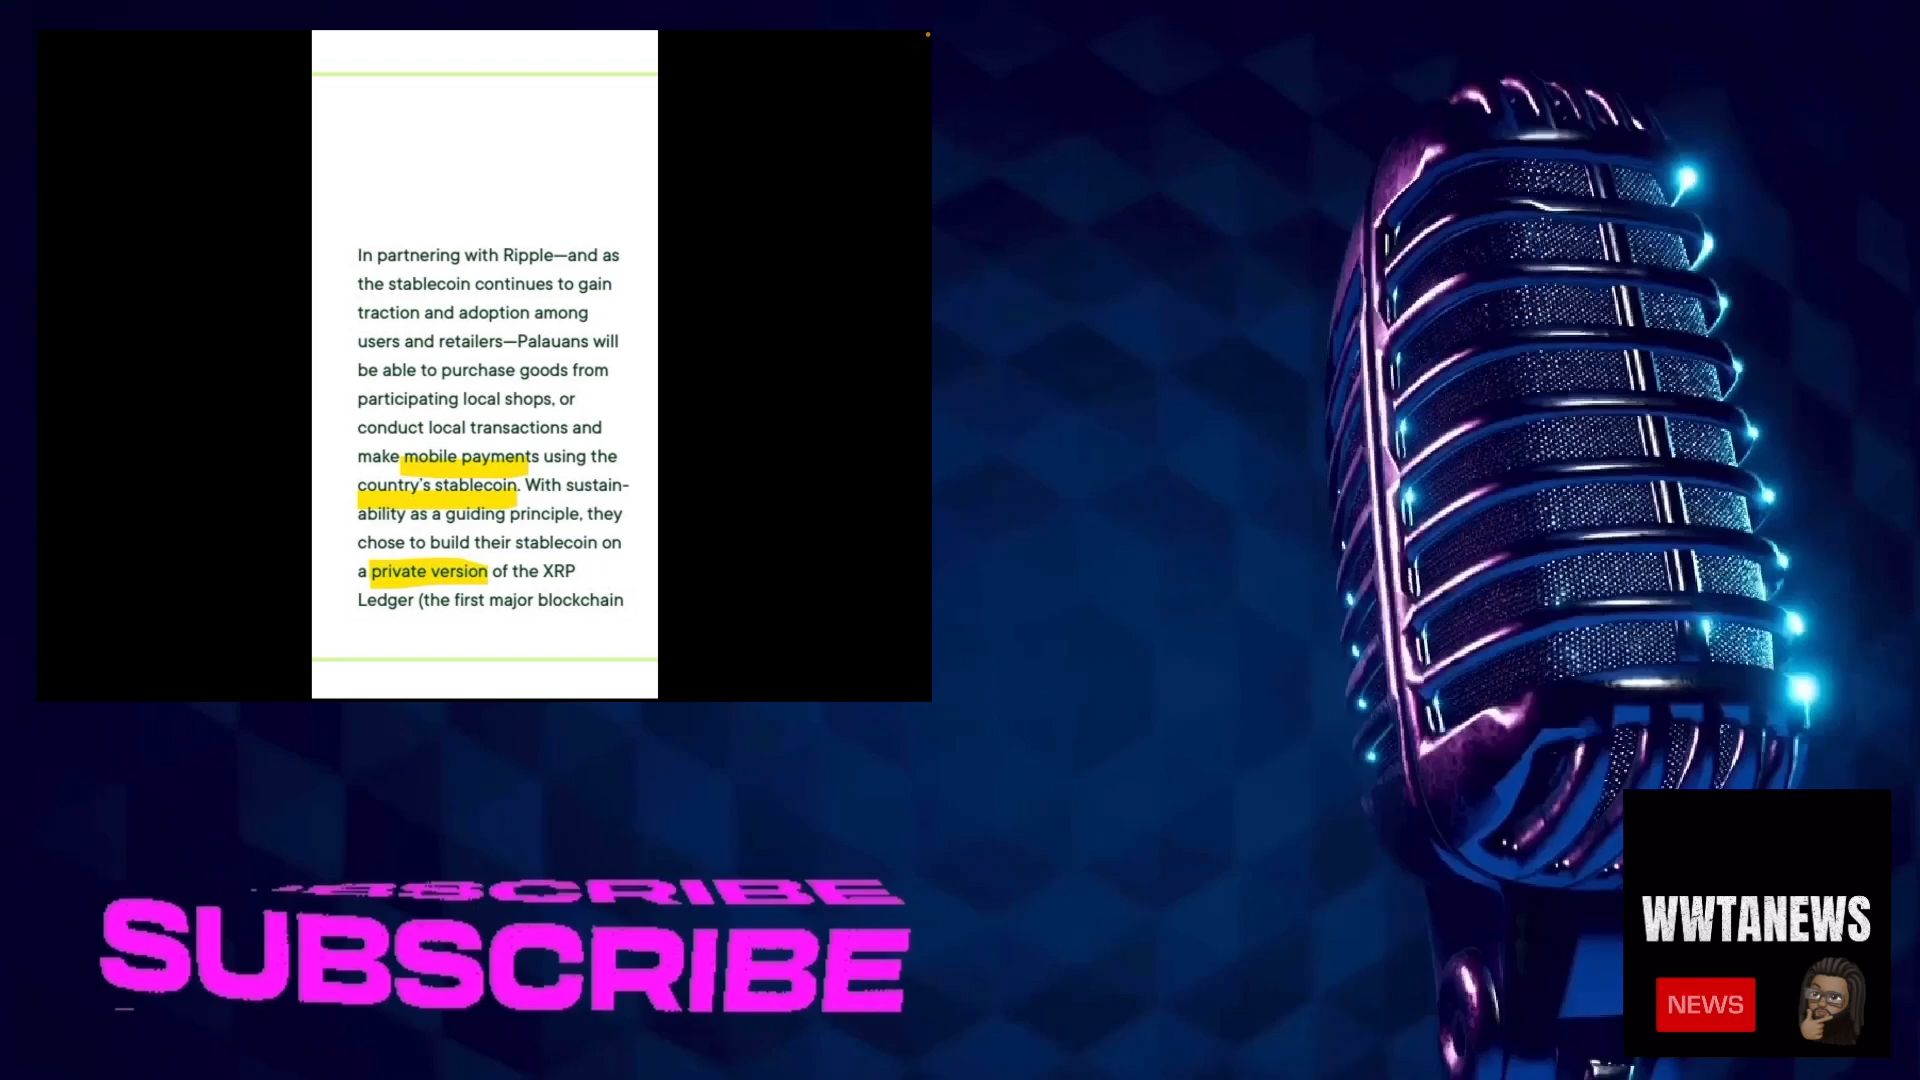 In partnering with Ripple—and as
the stablecoin continues to gain
traction and adoption among
users and retailers—Palauans will
be able to purchase goods from
participating local shops, or
conduct local transactions and
make mobile payments using the
country's stablecoin. With sustain-
ability as a guiding principle, they
chose to build their stablecoin on
a private version of the XRP
Ledger (the first major blockchain
SUBSCRIBE
WWTANEWS
NEWS